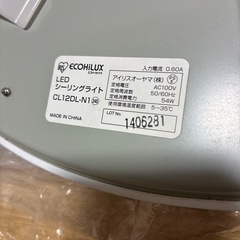 ECOHILUX
入力電流 0.60A
LED
シーリングライト
CL12DL-N1
MADE IN CHINA
アイリスオーヤマ(株)
定格電圧 AC100V
定格周波数 50/60Hz
定格消費電力 54W
使用環境温度範囲 5~35℃
LOT No.
1406281